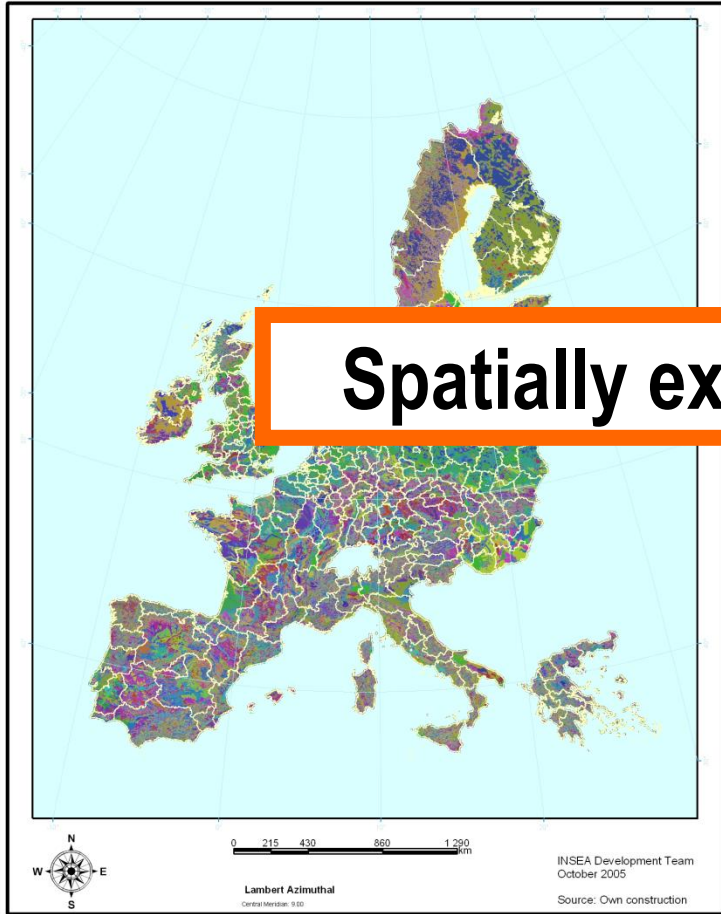 Spatially ex
N
W E
S
0 215 430 860 1 290
km
Lambert Azimuthal
Central Meridian: 9.00
INSEA Development Team
October 2005
Source: Own construction